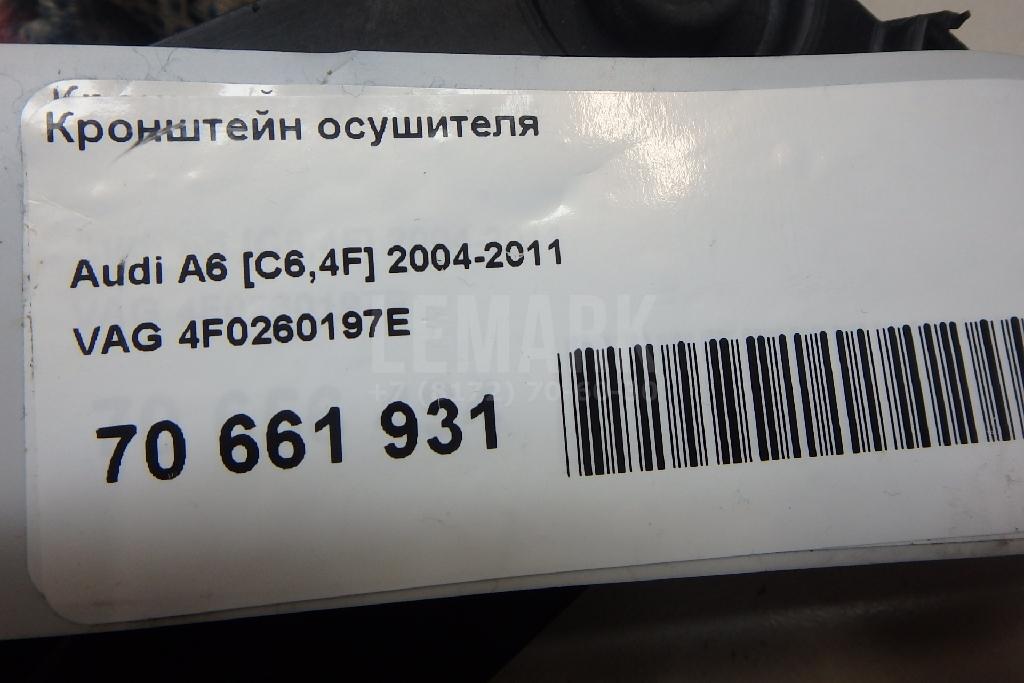 Кронштейн осушителя
Audi A6 [C6,4F] 2004-2011
VAG 4F0260197E
LEMARK
70 661 931